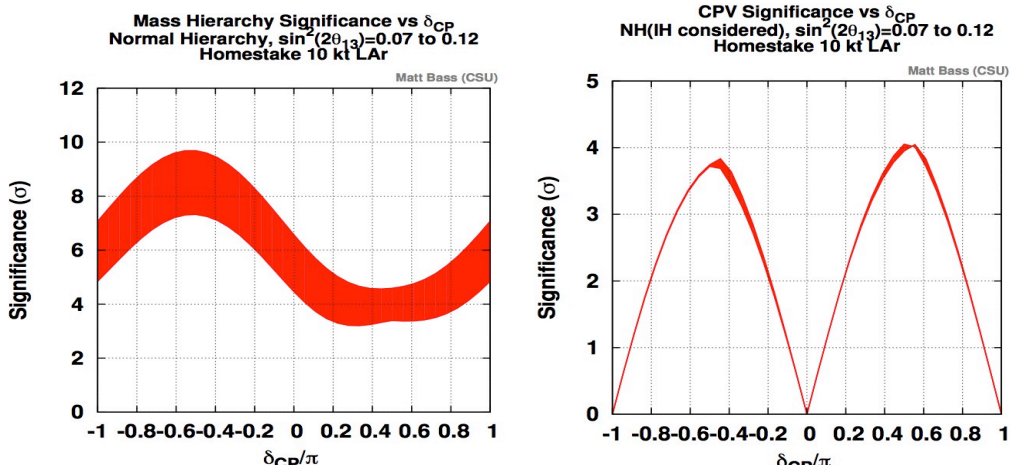 Mass Hierarchy Significance vs δCP
Normal Hierarchy, sin²(2θ13)=0.07 to 0.12
Homestake 10 kt LAr
Matt Bass (CSU)
12
10
8
6
4
2
0
Significance (σ)
-1 -0.8-0.6-0.4-0.2 0 0.2 0.4 0.6 0.8 1
δCP/π
CPV Significance vs δCP
NH(IH considered), sin²(2θ13)=0.07 to 0.12
Homestake 10 kt LAr
Matt Bass (CSU)
5
4
3
2
1
0
Significance (σ)
-1 -0.8-0.6-0.4-0.2 0 0.2 0.4 0.6 0.8 1
δCP/π